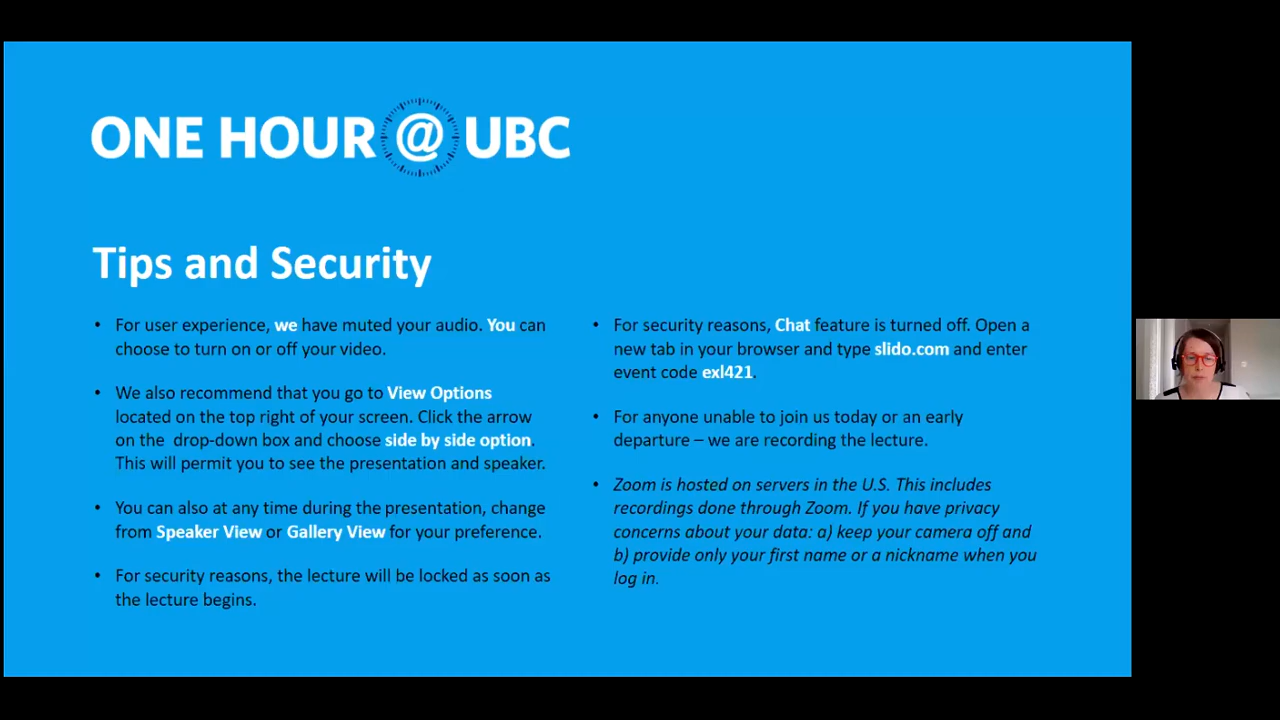 ONE HOUR @ UBC
Tips and Security
• For user experience, we have muted your audio. You can
choose to turn on or off your video.
• We also recommend that you go to View Options
located on the top right of your screen. Click the arrow
on the drop-down box and choose side by side option.
This will permit you to see the presentation and speaker.
• You can also at any time during the presentation, change
from Speaker View or Gallery View for your preference.
• For security reasons, the lecture will be locked as soon as
the lecture begins.
• For security reasons, Chat feature is turned off. Open a
new tab in your browser and type slido.com and enter
event code exl421.
• For anyone unable to join us today or an early
departure – we are recording the lecture.
• Zoom is hosted on servers in the U.S. This includes
recordings done through Zoom. If you have privacy
concerns about your data: a) keep your camera off and
b) provide only your first name or a nickname when you
log in.